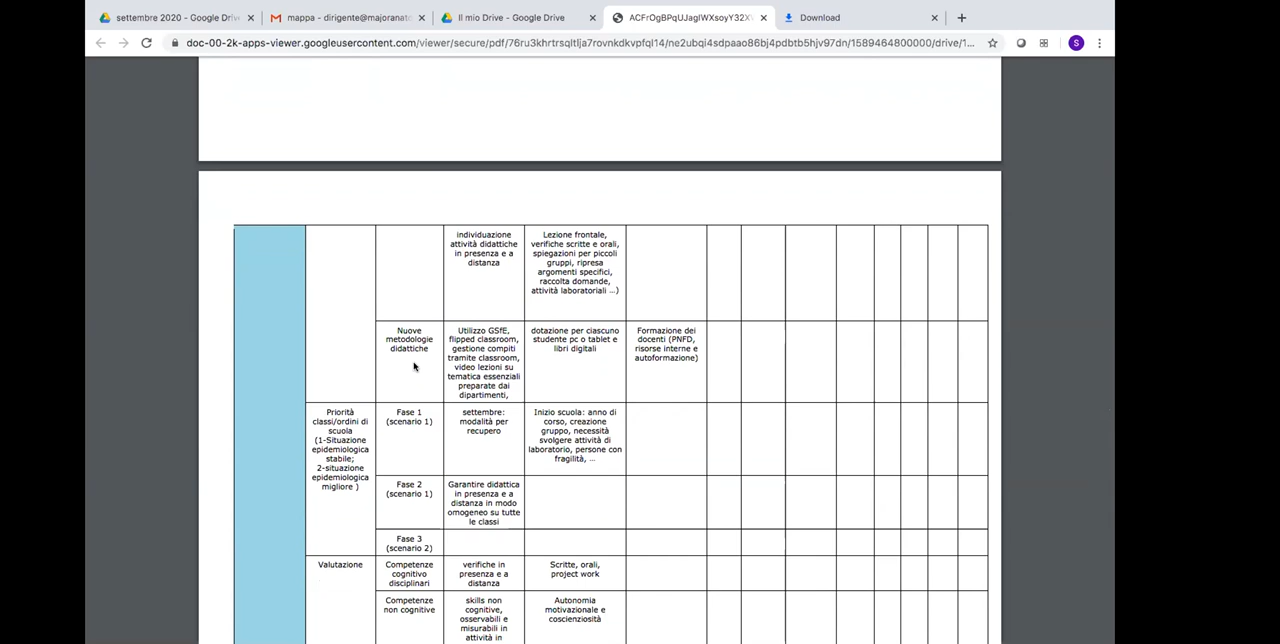 settembre 2020 - Google Driv
mappa - dirigente@majoranato
Il mio Drive - Google Drive
Download
doc-00-2k-apps-viewer.googleusercontent.com/viewer/secure/pdf/76ru3khrtrsqltlja7rovnkdkvpfql14/ne2ubqi4sdpaao86bj4pdbtb5hjv97dn/1589464800000/drive/1...
S
individuazione
attività didattiche
in presenza e a
distanza
Lezione frontale,
verifiche scritte e orali,
spiegazioni per piccoli
gruppi, ripresa
argomenti specifici,
raccolta domande,
attività laboratoriali ...)
Nuove
metodologie
didattiche
Utilizzo GSfE,
flipped classroom,
gestione compiti
tramite classroom,
video lezioni su
tematica essenziali
preparate dai
dipartimenti,
dotazione per ciascuno
studente pc o tablet e
libri digitali
Formazione dei
docenti (PNFD,
risorse interne e
autoformazione)
Priorità
classi/ordini di
scuola
(1-Situazione
epidemiologica
stabile;
2-situazione
epidemiologica
migliore )
Fase 1
(scenario 1)
settembre:
modalità per
recupero
Inizio scuola: anno di
corso, creazione
gruppo, necessità
svolgere attività di
laboratorio, persone con
fragilità, ...
Fase 2
(scenario 1)
Garantire didattica
in presenza e a
distanza in modo
omogeneo su tutte
le classi
Fase 3
(scenario 2)
Valutazione
Competenze
cognitivo
disciplinari
verifiche in
presenza e a
distanza
Scritte, orali,
project work
Competenze
non cognitive
skills non
cognitive,
osservabili e
misurabili in
attività in
Autonomia
motivazionale e
coscienziosità